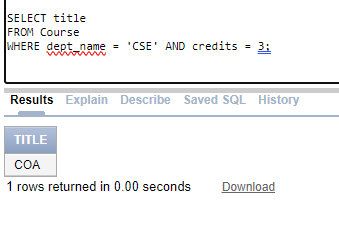 SELECT title
FROM Course
WHERE dept_name = 'CSE' AND credits = 3;
Results Explain Describe Saved SQL History
TITLE
COA
1 rows returned in 0.00 seconds Download